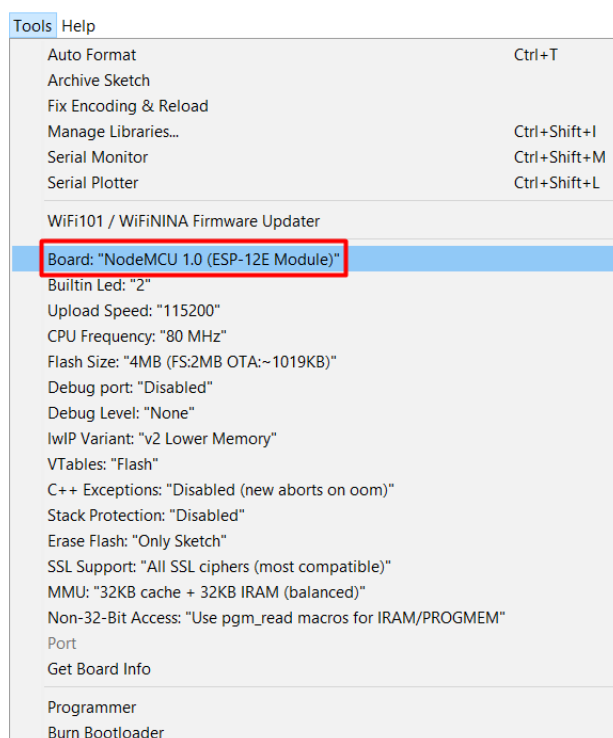 Tools Help
Auto Format Ctrl+T
Archive Sketch
Fix Encoding & Reload
Manage Libraries... Ctrl+Shift+I
Serial Monitor Ctrl+Shift+M
Serial Plotter Ctrl+Shift+L
WiFi101 / WiFiNINA Firmware Updater
Board: "NodeMCU 1.0 (ESP-12E Module)"
Builtin Led: "2"
Upload Speed: "115200"
CPU Frequency: "80 MHz"
Flash Size: "4MB (FS:2MB OTA:~1019KB)"
Debug port: "Disabled"
Debug Level: "None"
lwIP Variant: "v2 Lower Memory"
VTables: "Flash"
C++ Exceptions: "Disabled (new aborts on oom)"
Stack Protection: "Disabled"
Erase Flash: "Only Sketch"
SSL Support: "All SSL ciphers (most compatible)"
MMU: "32KB cache + 32KB IRAM (balanced)"
Non-32-Bit Access: "Use pgm_read macros for IRAM/PROGMEM"
Port
Get Board Info
Programmer
Burn Bootloader